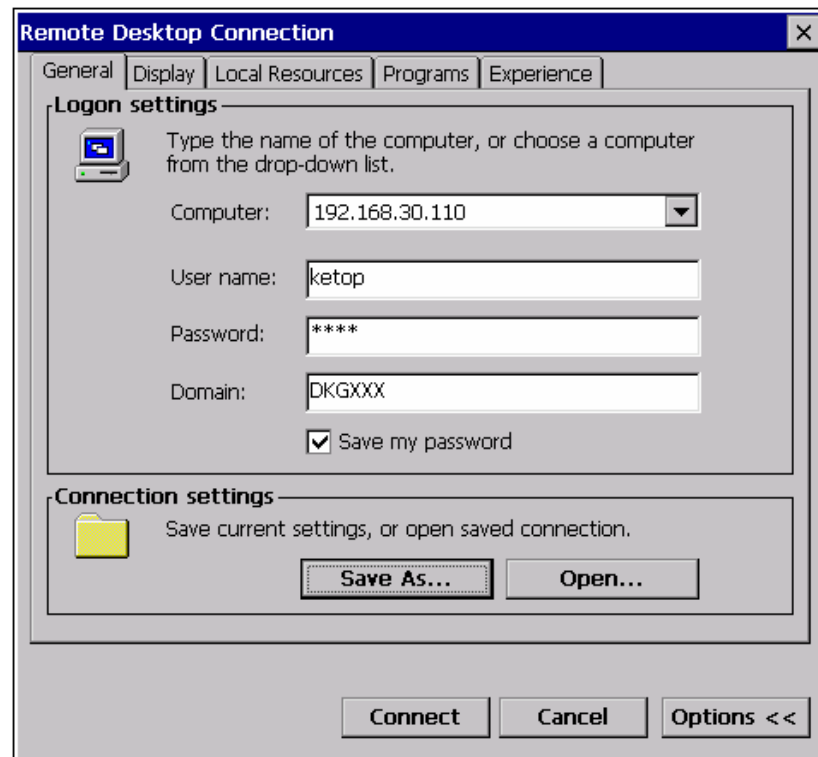 Remote Desktop Connection
General Display Local Resources Programs Experience
Logon settings
Type the name of the computer, or choose a computer
from the drop-down list.
Computer: 192.168.30.110
User name: ketop
Password: ****
Domain: DKGXXX
Save my password
Connection settings
Save current settings, or open saved connection.
Save As... Open...
Connect Cancel Options <<